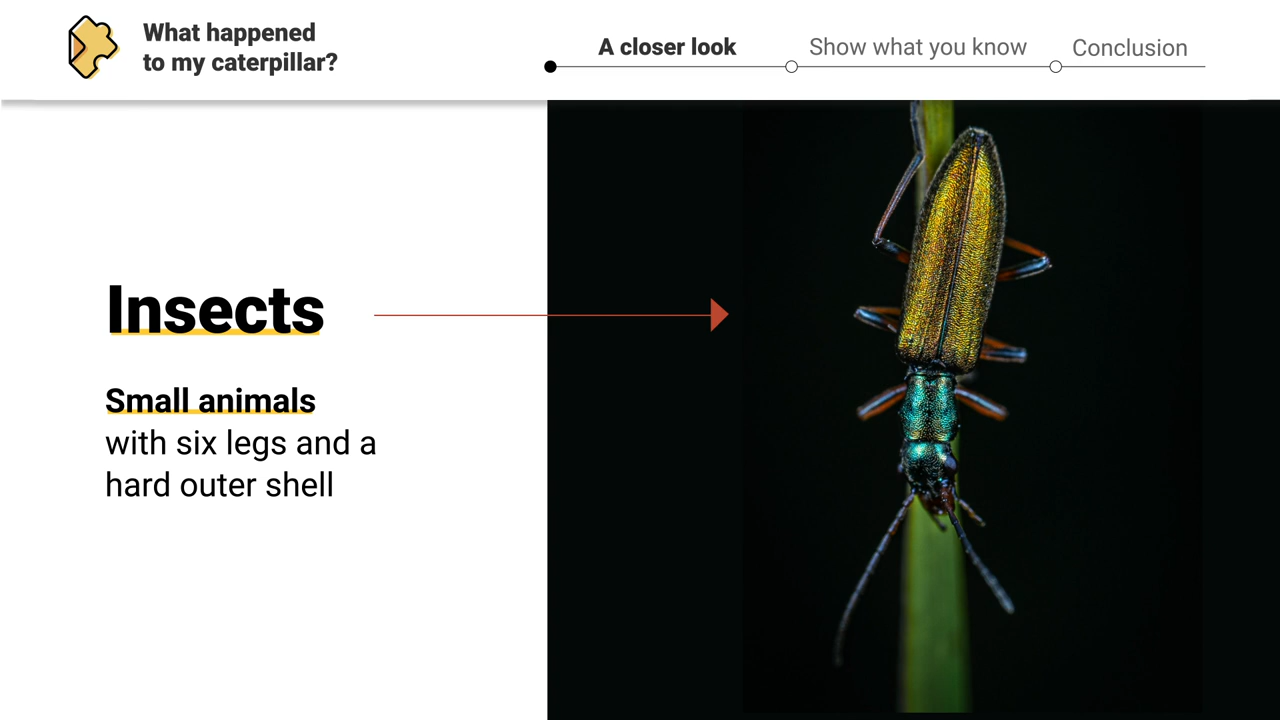 What happened
to my caterpillar?
A closer look
Show what you know
Conclusion
Insects
Small animals
with six legs and a
hard outer shell